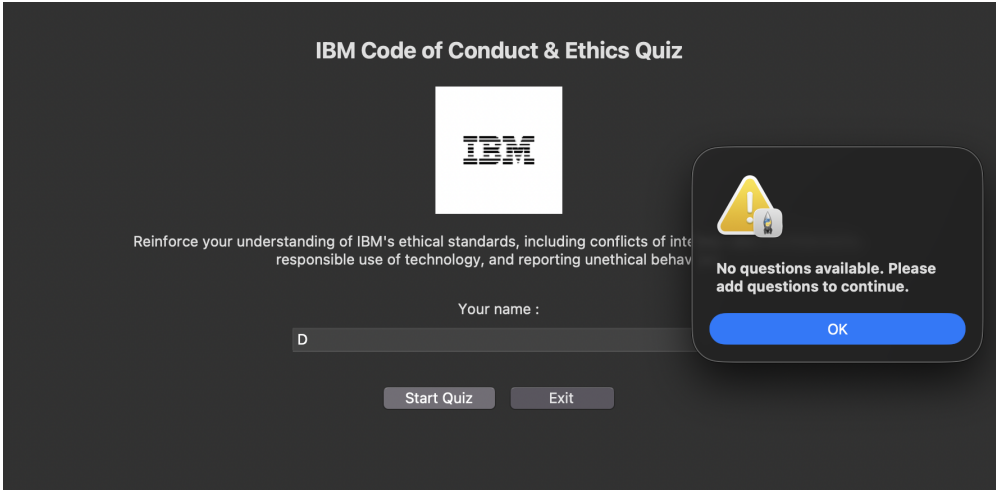 IBM Code of Conduct & Ethics Quiz
IBM
Reinforce your understanding of IBM's ethical standards, including conflicts of
responsible use of technology, and reporting unethical
Your name :
D
Start Quiz
Exit
No questions available. Please
add questions to continue.
OK